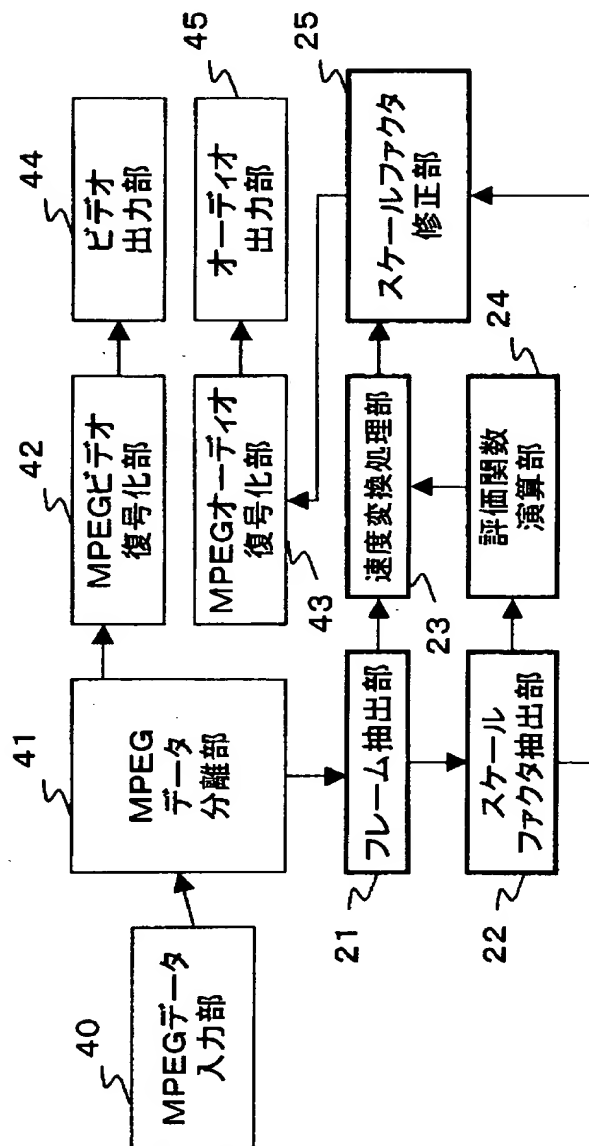 40
MPEGデータ
入力部
41
MPEG
データ
分離部
42
MPEGビデオ
復号化部
44
ビデオ
出力部
MPEGオーディオ
復号化部
43
45
オーディオ
出力部
フレーム抽出部
21
速度変換処理部
23
25
スケールファクタ
修正部
スケール
ファクタ抽出部
22
24
評価関数
演算部